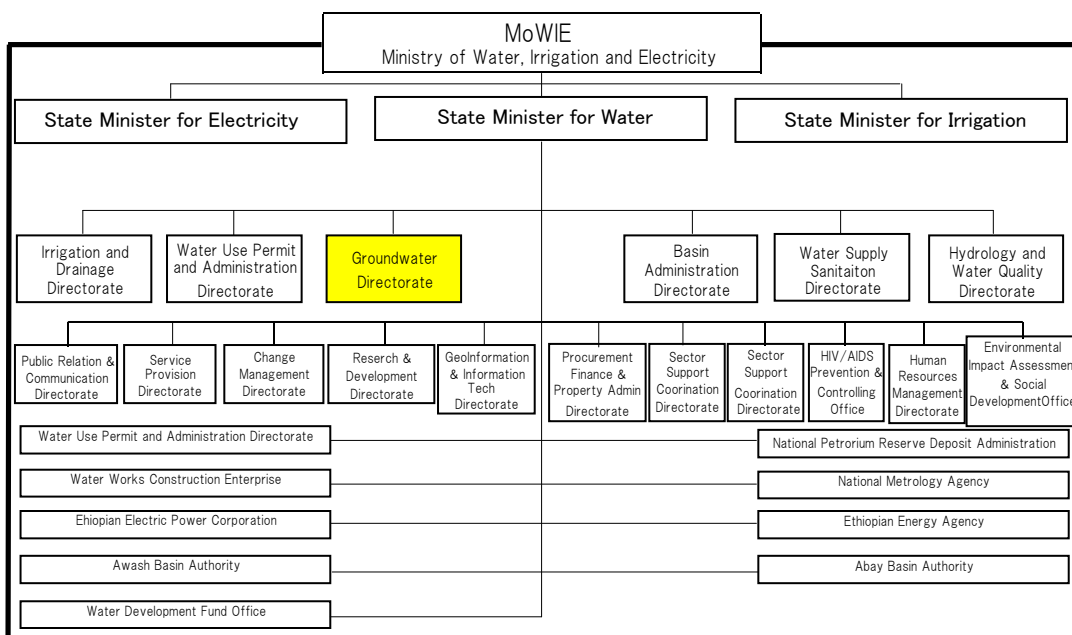 MoWIE
Ministry of Water, Irrigation and Electricity
State Minister for Electricity
State Minister for Water
State Minister for Irrigation
Irrigation and
Drainage
Directorate
Water Use Permit
and Administration
Directorate
Groundwater
Directorate
Basin
Administration
Directorate
Water Supply
Sanitaiton
Directorate
Hydrology and
Water Quality
Directorate
Public Relation &
Communication
Directorate
Service
Provision
Directorate
Change
Management
Directorate
Reserch &
Development
Directorate
GeoInformation
& Information
Tech
Directorate
Procurement
Finance &
Property Admin
Directorate
Sector
Support
Coorination
Directorate
Sector
Support
Coorination
Directorate
HIV/AIDS
Prevention &
Controlling
Office
Human
Resources
Management
Directorate
Environmental
Impact Assessment
& Social
DevelopmentOffice
Water Use Permit and Administration Directorate
National Petrorium Reserve Deposit Administration
Water Works Construction Enterprise
National Metrology Agency
Ehiopian Electric Power Corporation
Ethiopian Energy Agency
Awash Basin Authority
Abay Basin Authority
Water Development Fund Office